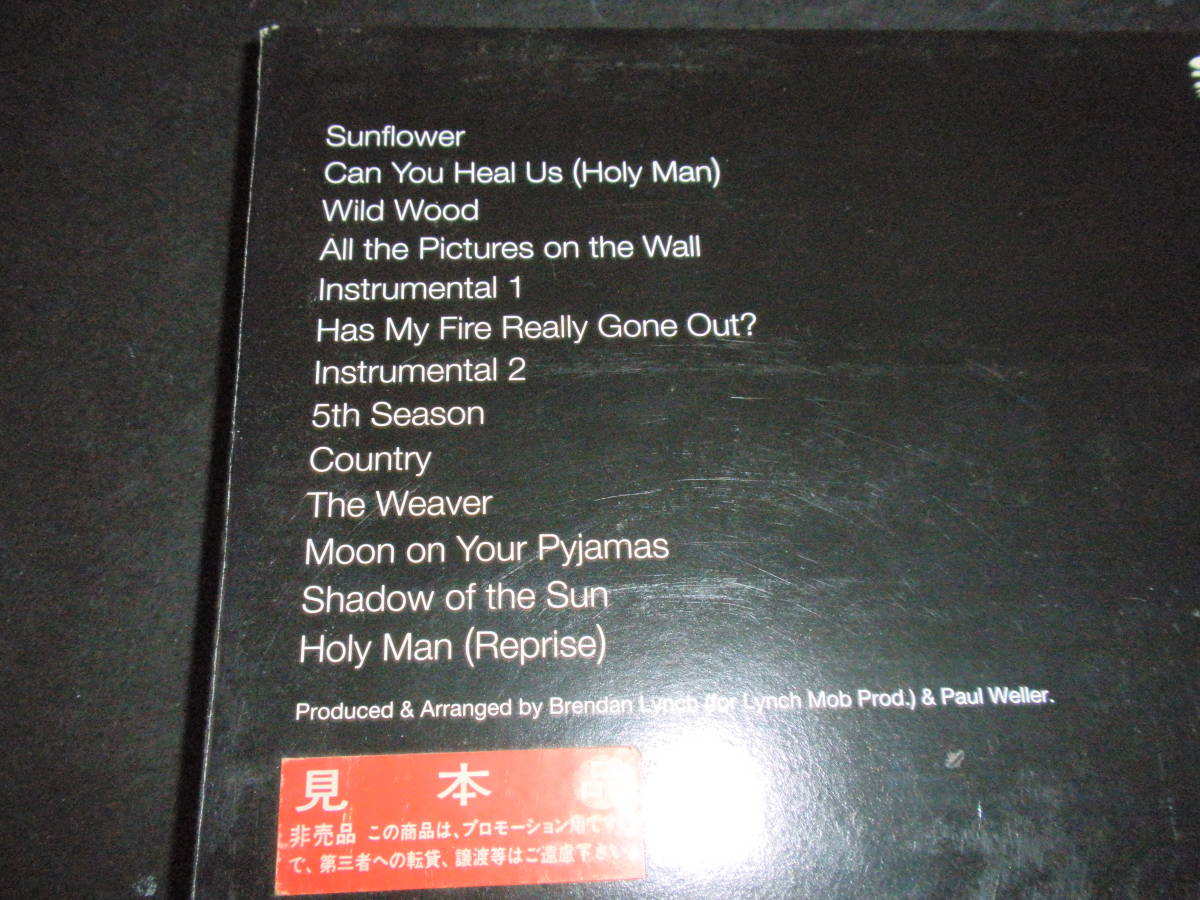 Sunflower
Can You Heal Us (Holy Man)
Wild Wood
All the Pictures on the Wall
Instrumental 1
Has My Fire Really Gone Out?
Instrumental 2
5th Season
Country
The Weaver
Moon on Your Pyjamas
Shadow of the Sun
Holy Man (Reprise)
Produced & Arranged by Brendan Lynch (for Lynch Mob Prod.) & Paul Weller.
見本品
非売品 この商品は、プロモーション用です
で、第三者への転貸、譲渡等はご遠慮下さい